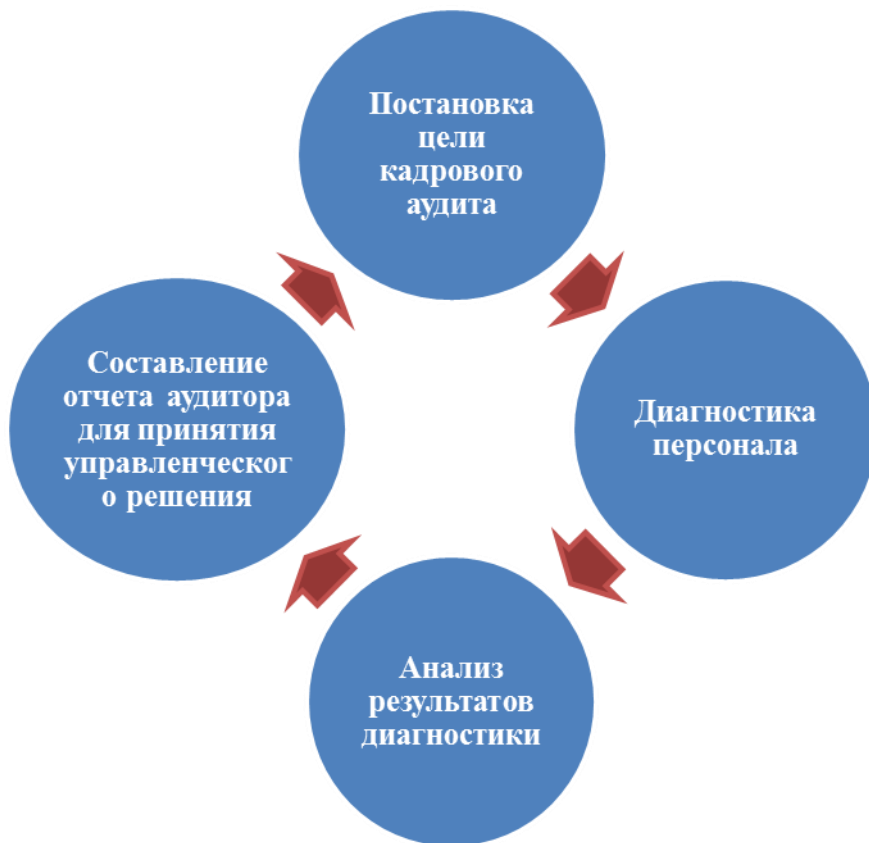 Постановка
цели
кадрового
аудита
Диагностика
персонала
Анализ
результатов
диагностики
Составление
отчета аудитора
для принятия
управленческог
о решения